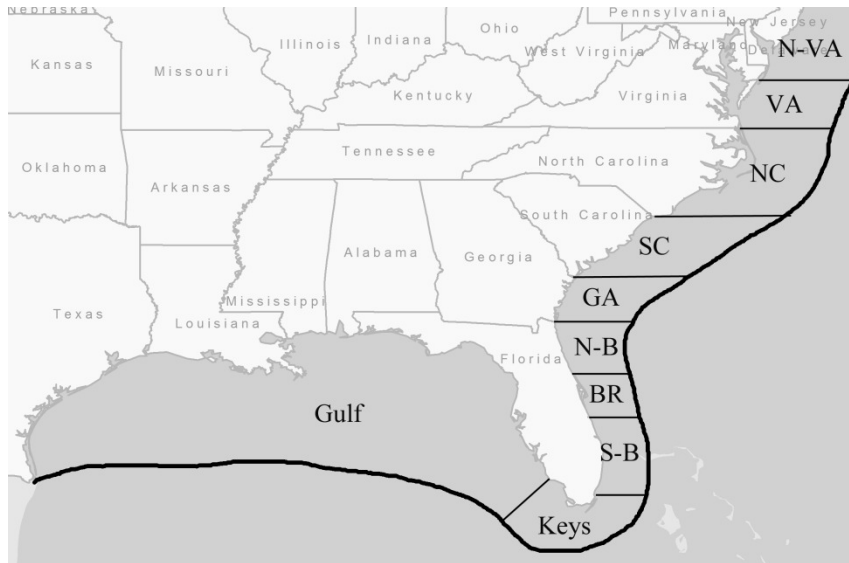 Nebraska
Pennsylvania
New Jersey
Ohio
Illinois
Indiana
Maryland
Delaware
N-VA
West Virginia
Kansas
Missouri
Kentucky
Virginia
VA
Tennessee
North Carolina
NC
Oklahoma
Arkansas
South Carolina
SC
Alabama
Georgia
GA
Mississippi
Texas
Louisiana
N-B
Florida
BR
Gulf
S-B
Keys